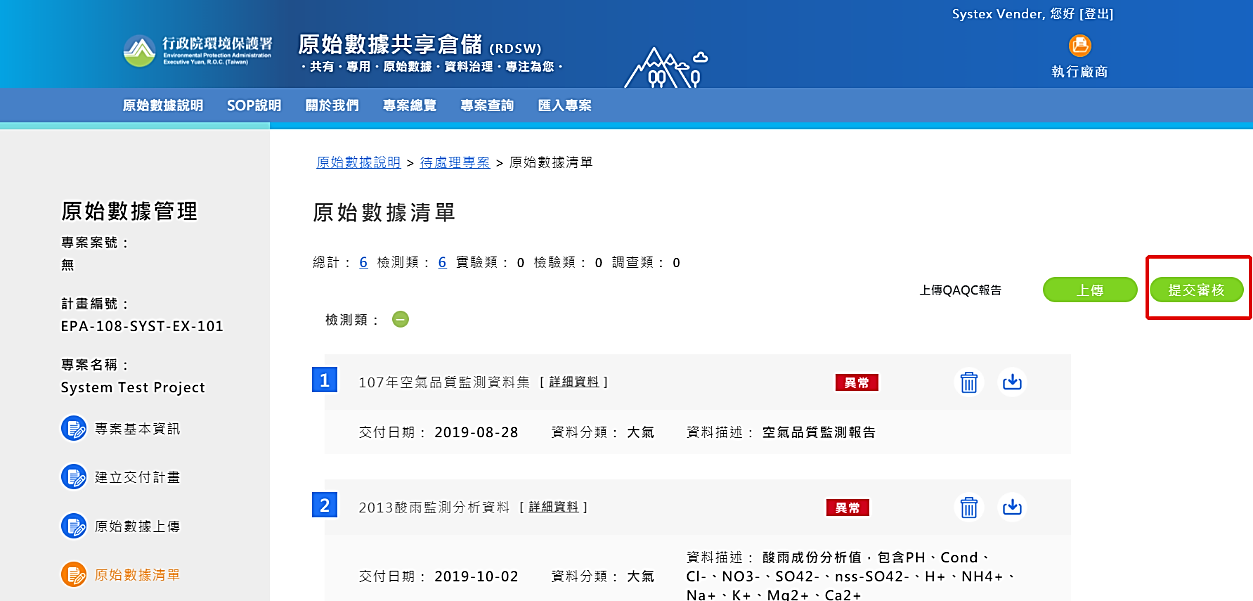 Systex Vender, 您好 [登出]
行政院環境保護署
Environmental Protection Administration
Executive Yuan, R.O.C. (Taiwan)
原始數據共享倉儲 (RDSW)
・共有・專用・原始數據・資料治理・專注為您・
執行廠商
原始數據說明 SOP說明 關於我們 專案總覽 專案查詢 匯入專案
原始數據說明 > 待處理專案 > 原始數據清單
原始數據管理
專案案號：
無
計畫編號：
EPA-108-SYST-EX-101
專案名稱：
System Test Project
專案基本資訊
建立交付計畫
原始數據上傳
原始數據清單
原始數據清單
總計： 6 檢測類： 6 實驗類： 0 檢驗類： 0 調查類： 0
上傳QAQC報告 上傳 提交審核
檢測類：
1 107年空氣品質監測資料集 [ 詳細資料 ] 異常
交付日期： 2019-08-28 資料分類： 大氣 資料描述： 空氣品質監測報告
2 2013酸雨監測分析資料 [ 詳細資料 ] 異常
交付日期： 2019-10-02 資料分類： 大氣 資料描述： 酸雨成份分析值，包含PH、Cond、
Cl-、NO3-、SO42-、nss-SO42-、H+、NH4+、
Na+、K+、Mg2+、Ca2+